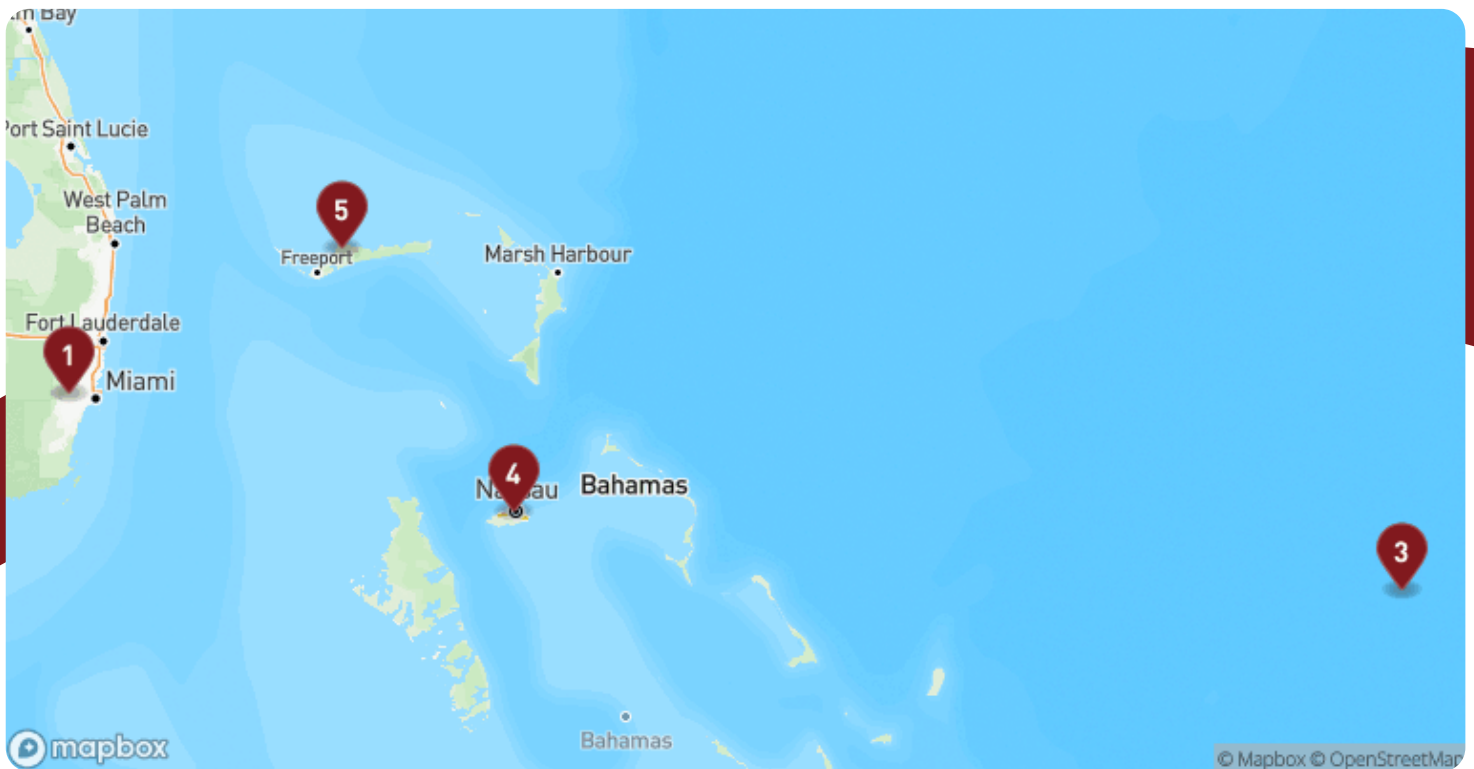 m Bay
Port Saint Lucie
West Palm
Beach
5
Freeport
Marsh Harbour
Fort Lauderdale
1
Miami
4
Bahamas
3
Bahamas
mapbox
© Mapbox © OpenStreetMap